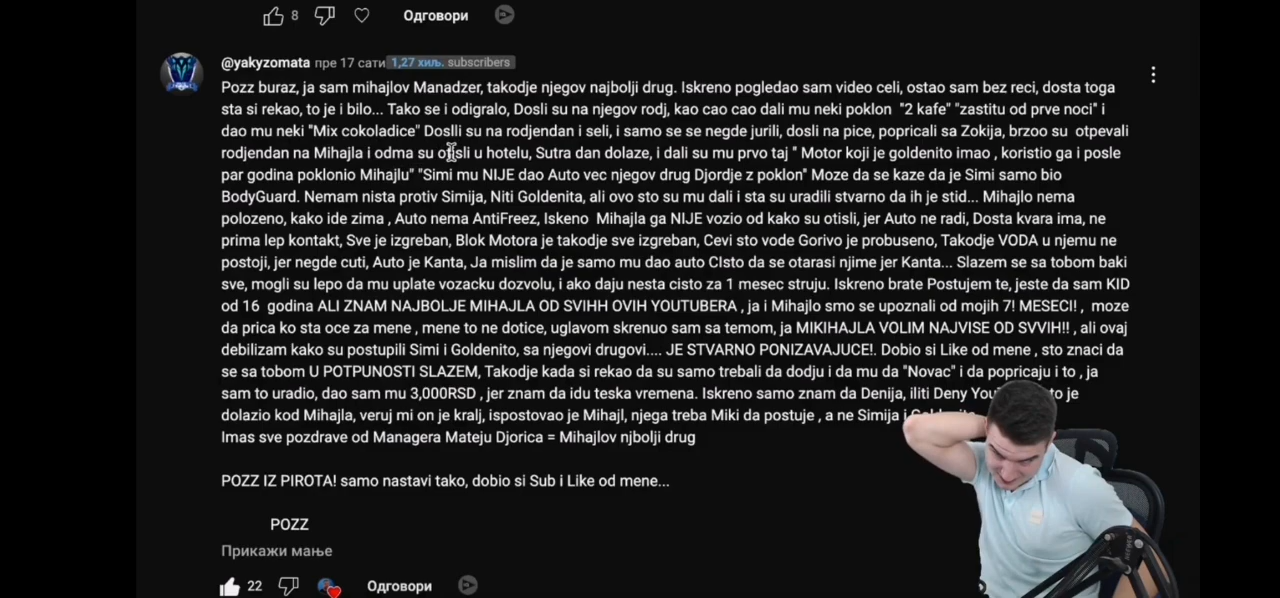 8 Одговори
@yakyzomata пре 17 сати 1,27 хиљ. subscribers
Pozz buraz, ja sam mihajlov Manadzer, takodje njegov najbolji drug. Iskreno pogledao sam video celi, ostao sam bez reci, dosta toga
sta si rekao, to je i bilo... Tako se i odigralo, Dosli su na njegov rodj, kao cao cao dali mu neki poklon "2 kafe" "zastitu od prve noci" i
dao mu neki "Mix cokoladice" Doslli su na rodjendan i seli, i samo se se negde jurili, dosli na pice, popricali sa Zokija, brzoo su otpevali
rodjendan na Mihajla i odma su otisli u hotelu, Sutra dan dolaze, i dali su mu prvo taj " Motor koji je goldenito imao , koristio ga i posle
par godina poklonio Mihajlu" "Simi mu NIJE dao Auto vec njegov drug Djordje z poklon" Moze da se kaze da je Simi samo bio
BodyGuard. Nemam nista protiv Simija, Niti Goldenita, ali ovo sto su mu dali i sta su uradili stvarno da ih je stid... Mihajlo nema
polozeno, kako ide zima , Auto nema AntiFreez, Iskeno Mihajla ga NIJE vozio od kako su otisli, jer Auto ne radi, Dosta kvara ima, ne
prima lep kontakt, Sve je izgreban, Blok Motora je takodje sve izgreban, Cevi sto vode Gorivo je probuseno, Takodje VODA u njemu ne
postoji, jer negde cuti, Auto je Kanta, Ja mislim da je samo mu dao auto CIsto da se otarasi njime jer Kanta... Slazem se sa tobom baki
sve, mogli su lepo da mu uplate vozacku dozvolu, i ako daju nesta cisto za 1 mesec struju. Iskreno brate Postujem te, jeste da sam KID
od 16 godina ALI ZNAM NAJBOLJE MIHAJLA OD SVIHH OVIH YOUTUBERA , ja i Mihajlo smo se upoznali od mojih 7! MESECI! , moze
da prica ko sta oce za mene , mene to ne dotice, uglavom skrenuo sam sa temom, ja MIKIHAJLA VOLIM NAJVISE OD SVVIH!! , ali ovaj
debilizam kako su postupili Simi i Goldenito, sa njegovi drugovi.... JE STVARNO PONIZAVAJUCE!. Dobio si Like od mene , sto znaci da
se sa tobom U POTPUNOSTI SLAZEM, Takodje kada si rekao da su samo trebali da dodju i da mu da "Novac" i da popricaju i to , ja
sam to uradio, dao sam mu 3,000RSD , jer znam da idu teska vremena. Iskreno samo znam da Denija, iliti Deny to je
dolazio kod Mihajla, veruj mi on je kralj, ispostovao je Mihajl, njega treba Miki da postuje , a ne Simija i
Imas sve pozdrave od Managera Mateju Djorica = Mihajlov njbolji drug
POZZ IZ PIROTA! samo nastavi tako, dobio si Sub i Like od mene...
POZZ
Прикажи мање
22 Одговори